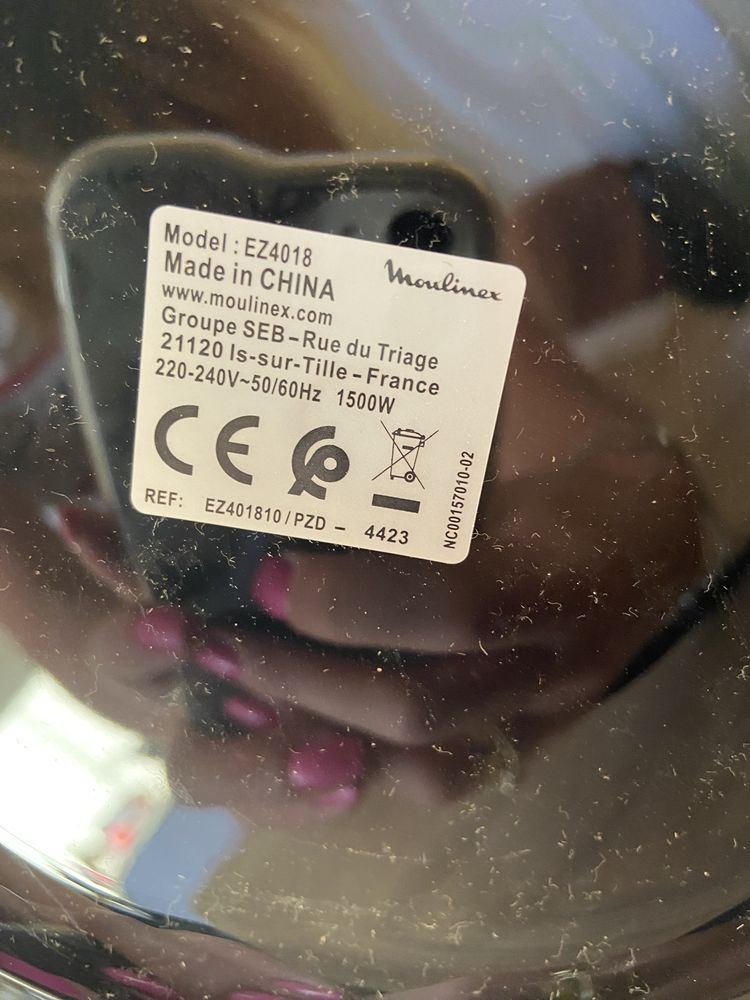 Model : EZ4018
Moulinex
Made in CHINA
www.moulinex.com
Groupe SEB – Rue du Triage
21120 Is-sur-Tille – France
220-240V~50/60Hz 1500W
CE
REF: EZ401810 / PZD – 4423
NC00157010-02